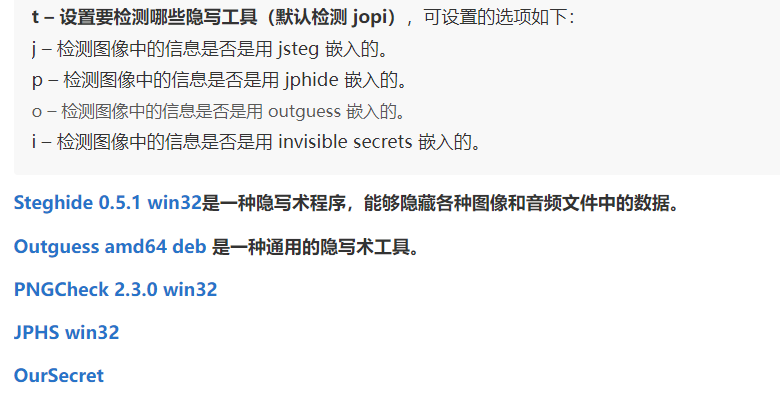 t – 设置要检测哪些隐写工具（默认检测 jopi），可设置的选项如下：
j – 检测图像中的信息是否是用 jsteg 嵌入的。
p – 检测图像中的信息是否是用 jphide 嵌入的。
o – 检测图像中的信息是否是用 outguess 嵌入的。
i – 检测图像中的信息是否是用 invisible secrets 嵌入的。
Steghide 0.5.1 win32是一种隐写术程序，能够隐藏各种图像和音频文件中的数据。
Outguess amd64 deb 是一种通用的隐写术工具。
PNGCheck 2.3.0 win32
JPHS win32
OurSecret